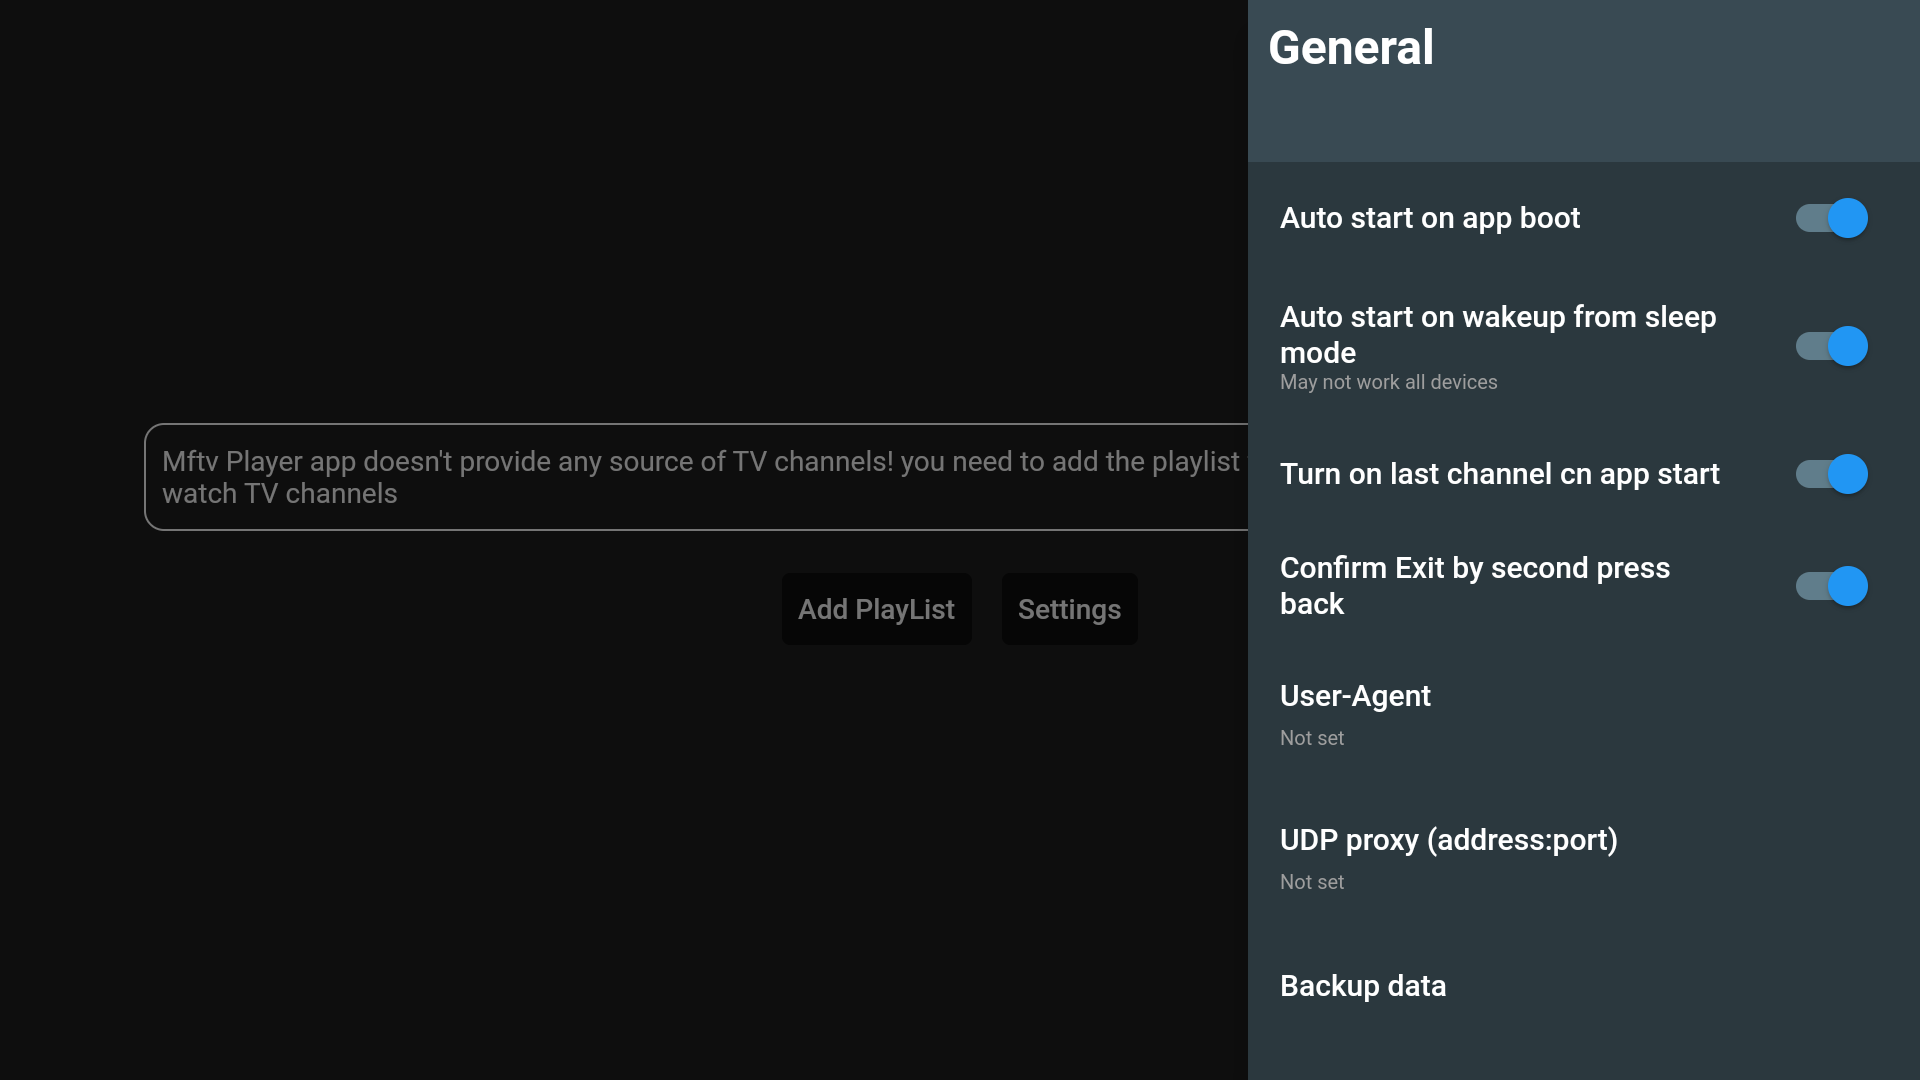 General
Auto start on app boot
Auto start on wakeup from sleep
mode
May not work all devices
Turn on last channel cn app start
Confirm Exit by second press
back
User-Agent
Not set
UDP proxy (address:port)
Not set
Backup data
Mftv Player app doesn't provide any source of TV channels! you need to add the playlist
watch TV channels
Add PlayList
Settings